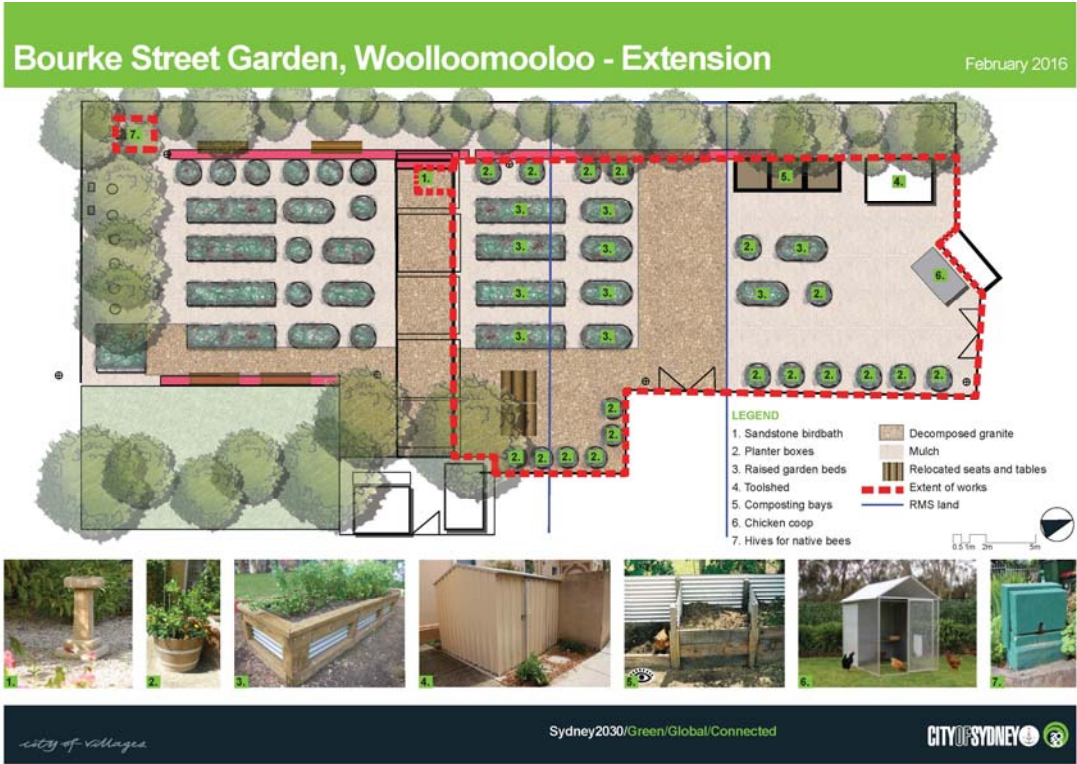 Bourke Street Garden, Woolloomooloo - Extension
February 2016
7.
1. 2. 2. 2. 2. 5. 4.
3. 3.
3. 3. 2. 3. 6.
3. 3. 3. 2.
3. 3.
2. 2. 2. 2. 2. 2.
2.
2.
2. 2. 2. 2.
LEGEND
1. Sandstone birdbath
2. Planter boxes
3. Raised garden beds
4. Toolshed
5. Composting bays
6. Chicken coop
7. Hives for native bees
Decomposed granite
Mulch
Relocated seats and tables
Extent of works
RMS land
0.5 1m 2m 5m
1. 2. 3. 4. 5. 6. 7.
city of villages
Sydney2030/Green/Global/Connected
CITYOFSYDNEY